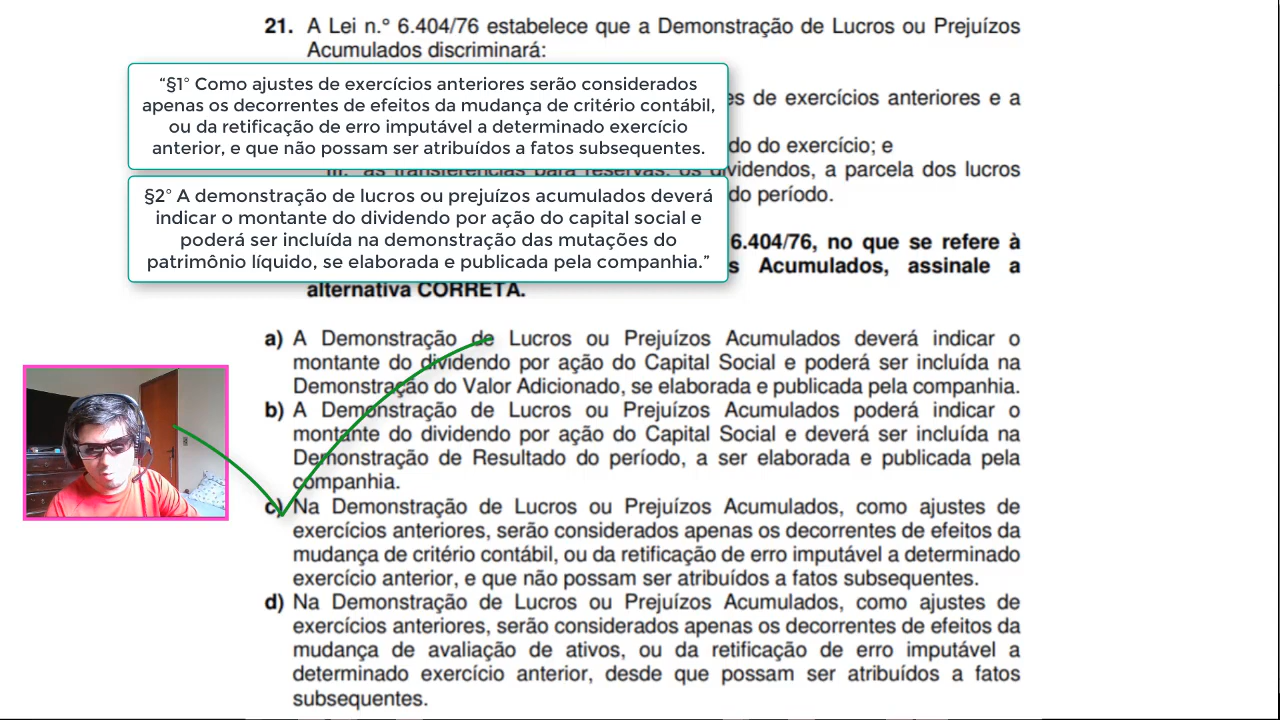 21. A Lei n.° 6.404/76 estabelece que a Demonstração de Lucros ou Prejuízos
Acumulados discriminará:
“§1° Como ajustes de exercícios anteriores serão considerados
apenas os decorrentes de efeitos da mudança de critério contábil,
ou da retificação de erro imputável a determinado exercício
anterior, e que não possam ser atribuídos a fatos subsequentes.
es de exercícios anteriores e a
do do exercício; e
as transferências para reservas, os dividendos, a parcela dos lucros
do período.
§2° A demonstração de lucros ou prejuízos acumulados deverá
indicar o montante do dividendo por ação do capital social e
poderá ser incluída na demonstração das mutações do
patrimônio líquido, se elaborada e publicada pela companhia.”
6.404/76, no que se refere à
s Acumulados, assinale a
alternativa CORRETA.
a) A Demonstração de Lucros ou Prejuízos Acumulados deverá indicar o
montante do dividendo por ação do Capital Social e poderá ser incluída na
Demonstração do Valor Adicionado, se elaborada e publicada pela companhia.
b) A Demonstração de Lucros ou Prejuízos Acumulados poderá indicar o
montante do dividendo por ação do Capital Social e deverá ser incluída na
Demonstração de Resultado do período, a ser elaborada e publicada pela
companhia.
c) Na Demonstração de Lucros ou Prejuízos Acumulados, como ajustes de
exercícios anteriores, serão considerados apenas os decorrentes de efeitos da
mudança de critério contábil, ou da retificação de erro imputável a determinado
exercício anterior, e que não possam ser atribuídos a fatos subsequentes.
d) Na Demonstração de Lucros ou Prejuízos Acumulados, como ajustes de
exercícios anteriores, serão considerados apenas os decorrentes de efeitos da
mudança de avaliação de ativos, ou da retificação de erro imputável a
determinado exercício anterior, desde que possam ser atribuídos a fatos
subsequentes.